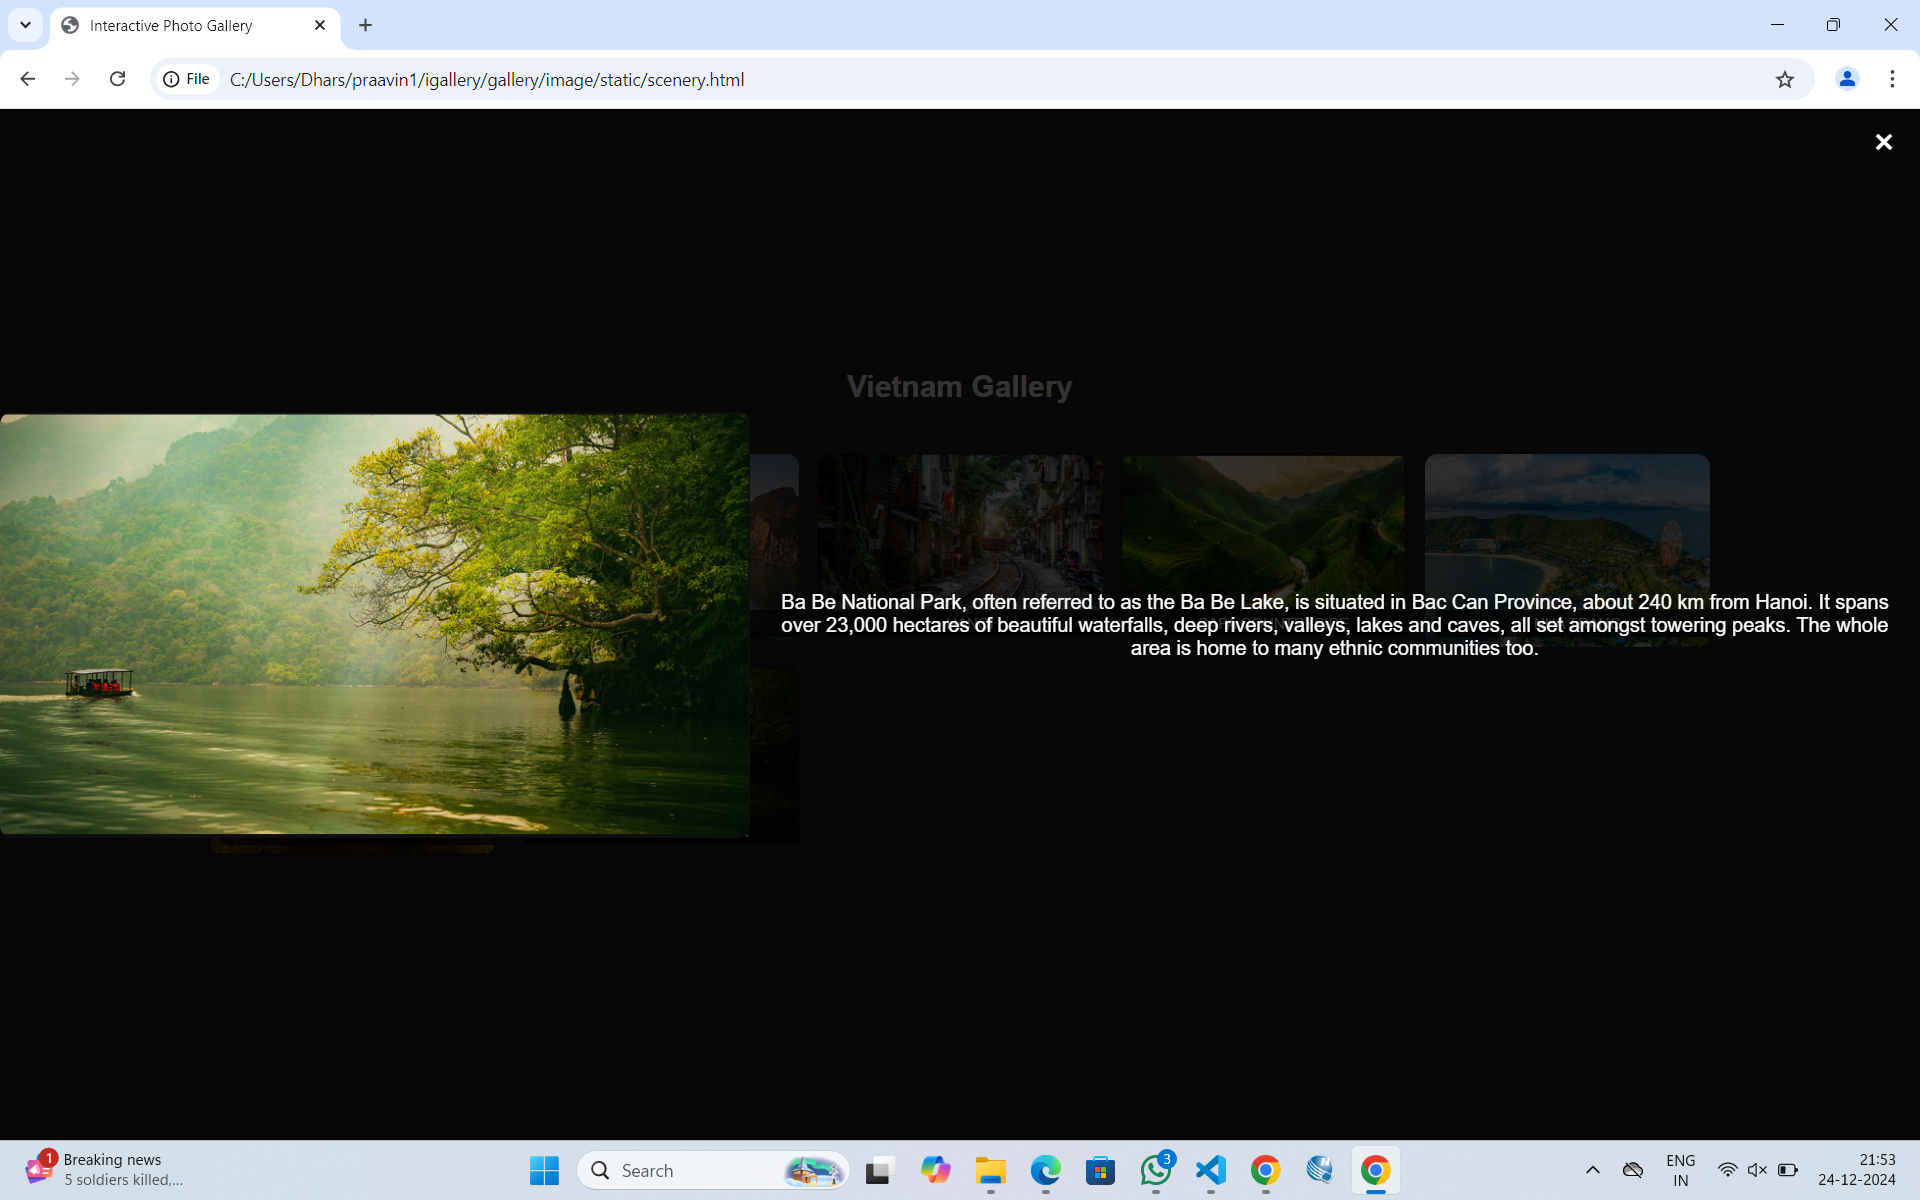 Interactive Photo Gallery
File
C:/Users/Dhars/praavin1/igallery/gallery/image/static/scenery.html
Vietnam Gallery
Ba Be National Park, often referred to as the Ba Be Lake, is situated in Bac Can Province, about 240 km from Hanoi. It spans
over 23,000 hectares of beautiful waterfalls, deep rivers, valleys, lakes and caves, all set amongst towering peaks. The whole
area is home to many ethnic communities too.
1
Breaking news
5 soldiers killed,...
Search
3
ENG
IN
21:53
24-12-2024